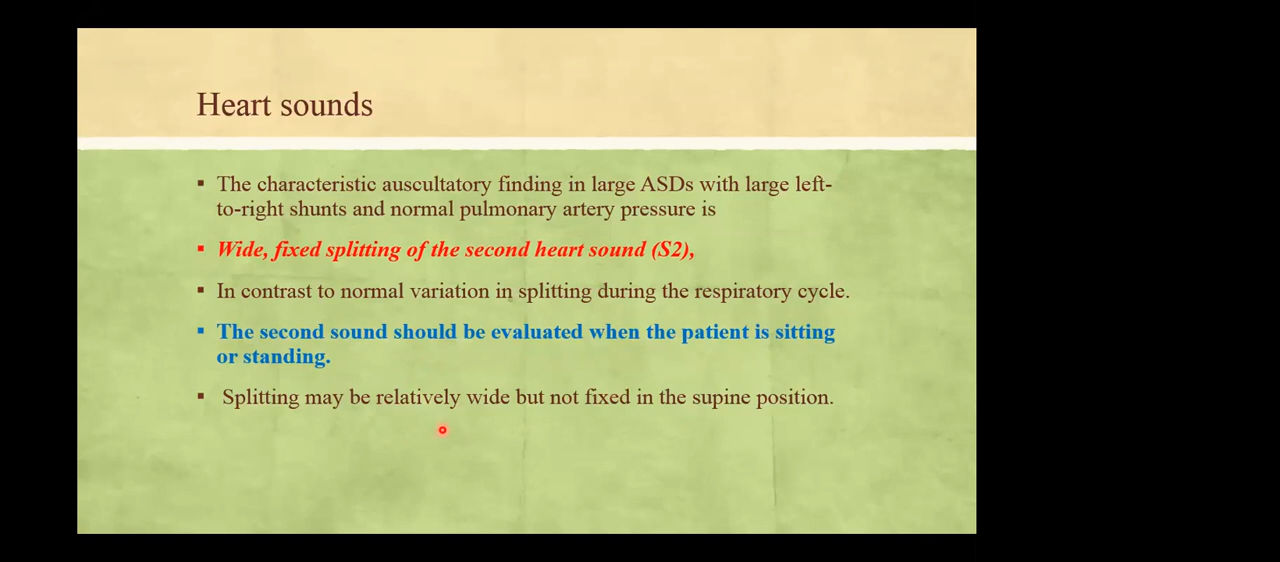 Heart sounds
▪ The characteristic auscultatory finding in large ASDs with large left-
to-right shunts and normal pulmonary artery pressure is
▪ Wide, fixed splitting of the second heart sound (S2),
▪ In contrast to normal variation in splitting during the respiratory cycle.
▪ The second sound should be evaluated when the patient is sitting
or standing.
▪ Splitting may be relatively wide but not fixed in the supine position.